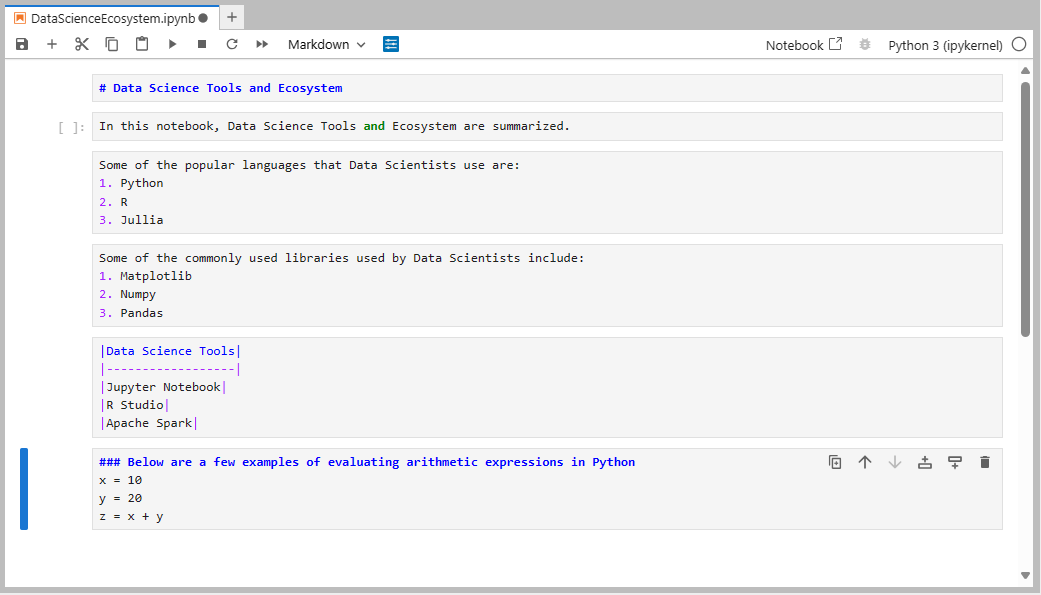 DataScienceEcosystem.ipynb
Markdown
Notebook
Python 3 (ipykernel)
# Data Science Tools and Ecosystem
[ ]: In this notebook, Data Science Tools and Ecosystem are summarized.
Some of the popular languages that Data Scientists use are:
1. Python
2. R
3. Jullia
Some of the commonly used libraries used by Data Scientists include:
1. Matplotlib
2. Numpy
3. Pandas
|Data Science Tools|
|------------------|
|Jupyter Notebook|
|R Studio|
|Apache Spark|
### Below are a few examples of evaluating arithmetic expressions in Python
x = 10
y = 20
z = x + y